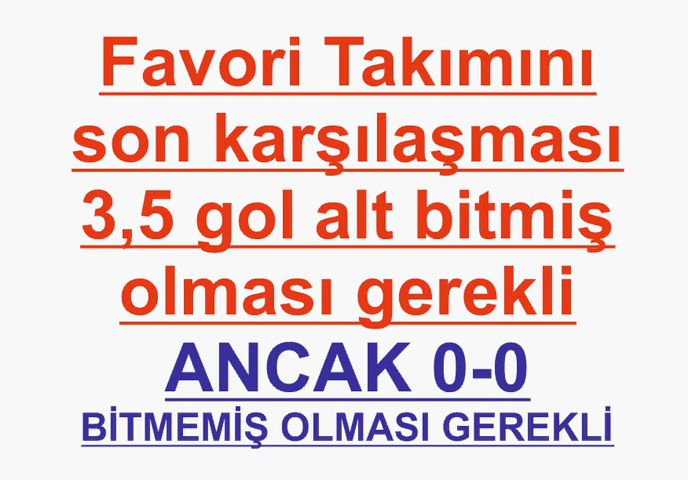 Favori Takımını
son karşılaşması
3,5 gol alt bitmiş
olması gerekli
ANCAK 0-0
BİTMEMİŞ OLMASI GEREKLİ